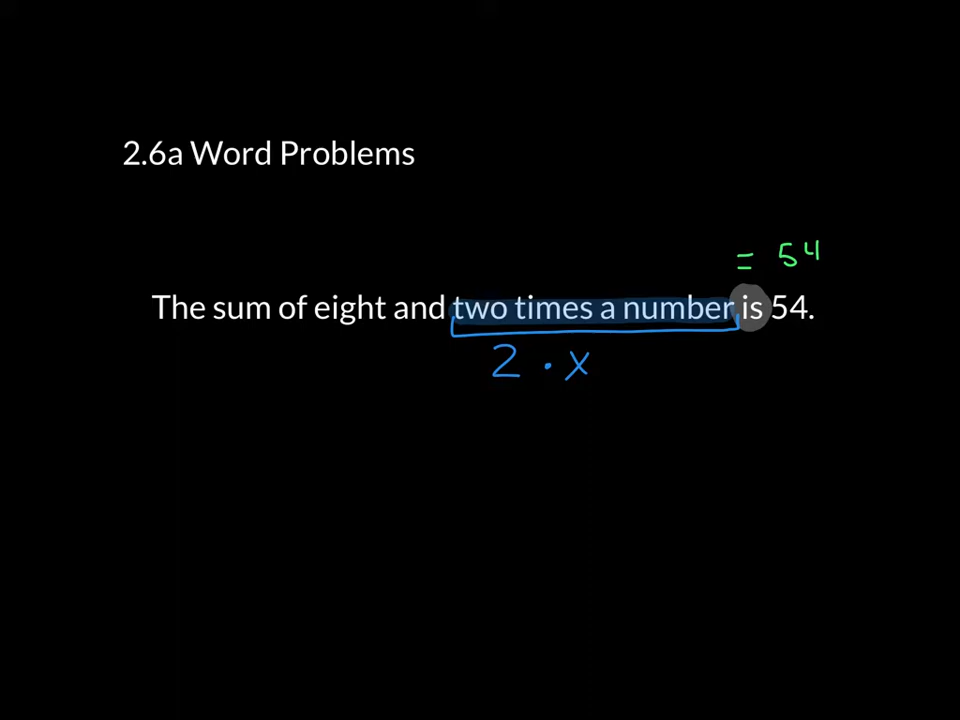 2.6a Word Problems
= 54
The sum of eight and two times a number is 54.
2 · x